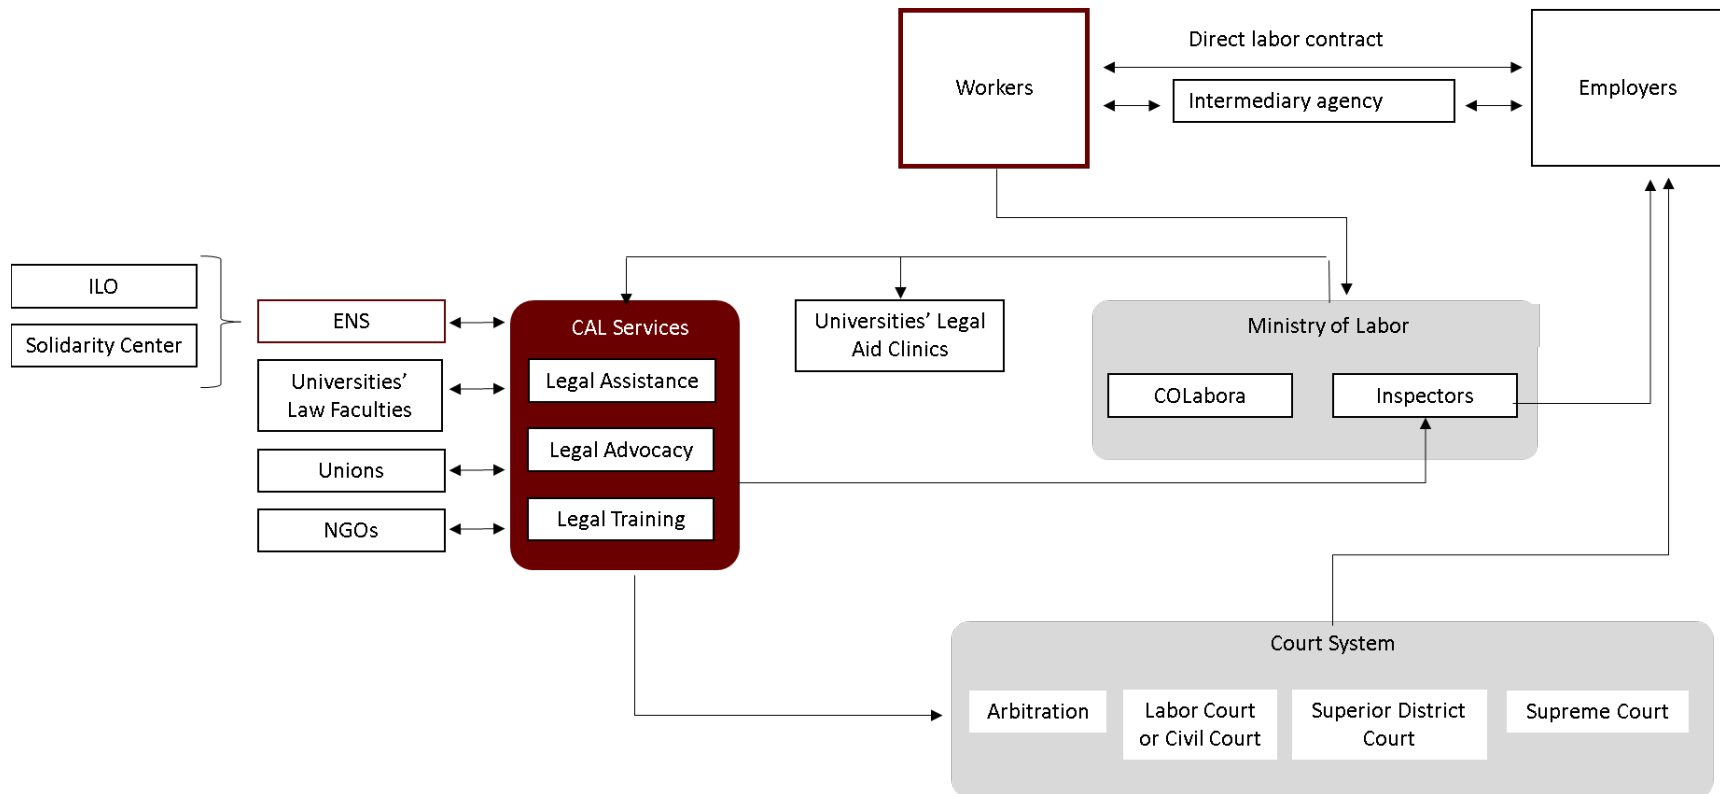 Direct labor contract
Workers
Intermediary agency
Employers
ILO
Solidarity Center
ENS
Universities’
Law Faculties
Unions
NGOs
CAL Services
Legal Assistance
Legal Advocacy
Legal Training
Universities’ Legal
Aid Clinics
Ministry of Labor
COLabora
Inspectors
Court System
Arbitration
Labor Court
or Civil Court
Superior District
Court
Supreme Court